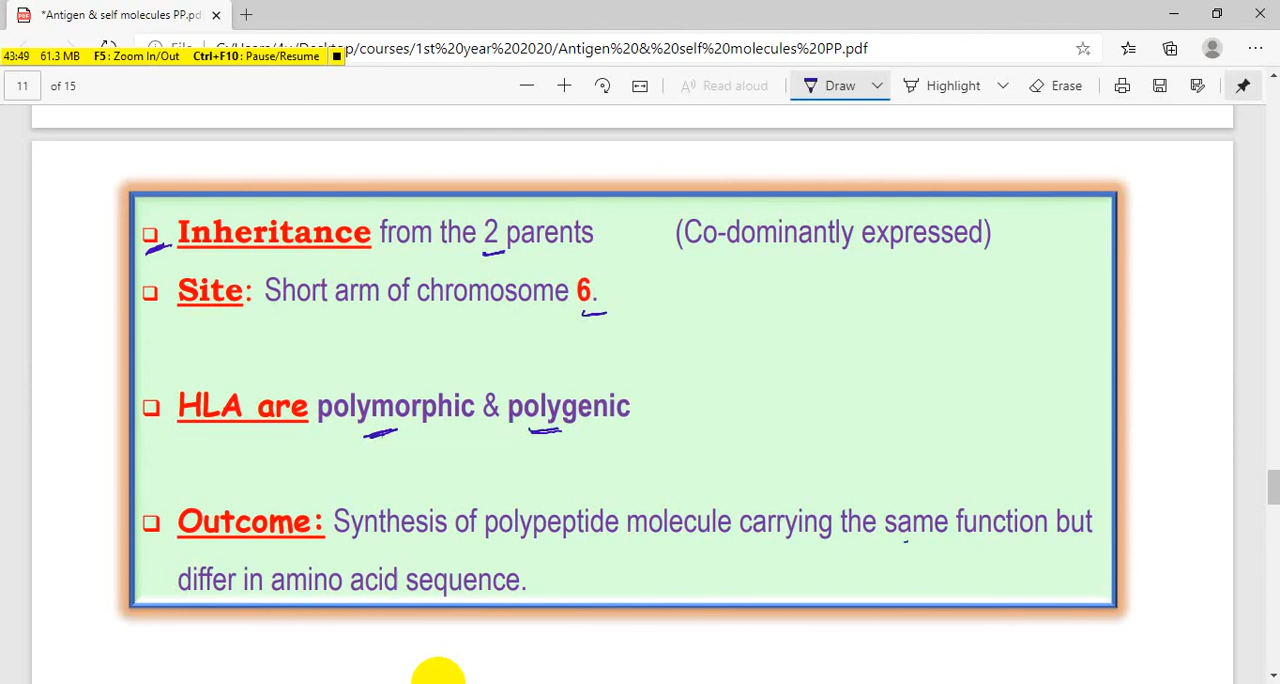 *Antigen & self molecules PP.pd
43:49 61.3 MB F5: Zoom In/Out Ctrl+F10: Pause/Resume
/Desktop/courses/1st%20year%202020/Antigen%20&%20self%20molecules%20PP.pdf
11 of 15 Read aloud Draw Highlight Erase
Inheritance from the 2 parents (Co-dominantly expressed)
Site: Short arm of chromosome 6.
HLA are polymorphic & polygenic
Outcome: Synthesis of polypeptide molecule carrying the same function but
differ in amino acid sequence.